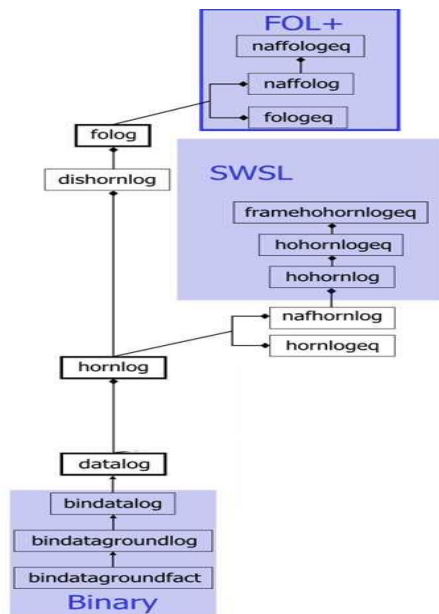 FOL+
naffologeq
naffolog
fologeq
folog
dishornlog
SWSL
framehohornlogeq
hohornlogeq
hohornlog
nafhornlog
hornlogeq
hornlog
datalog
bindatalog
bindatagroundlog
bindatagroundfact
Binary